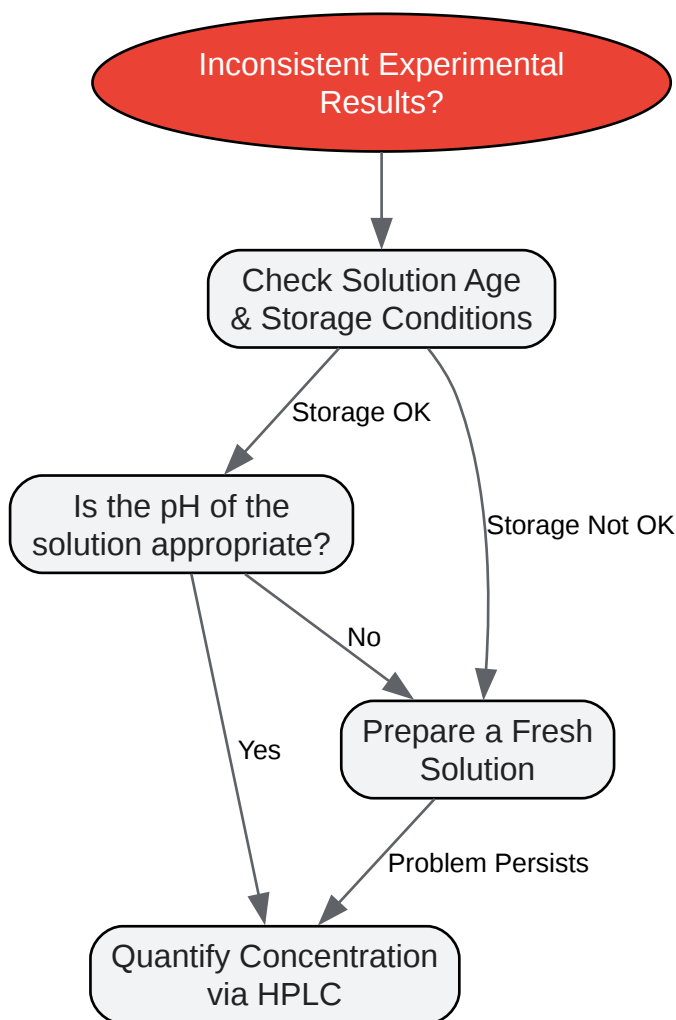 Inconsistent Experimental
Results?
Check Solution Age
& Storage Conditions
Storage OK
Is the pH of the
solution appropriate?
Storage Not OK
No
Prepare a Fresh
Solution
Yes
Problem Persists
Quantify Concentration
via HPLC